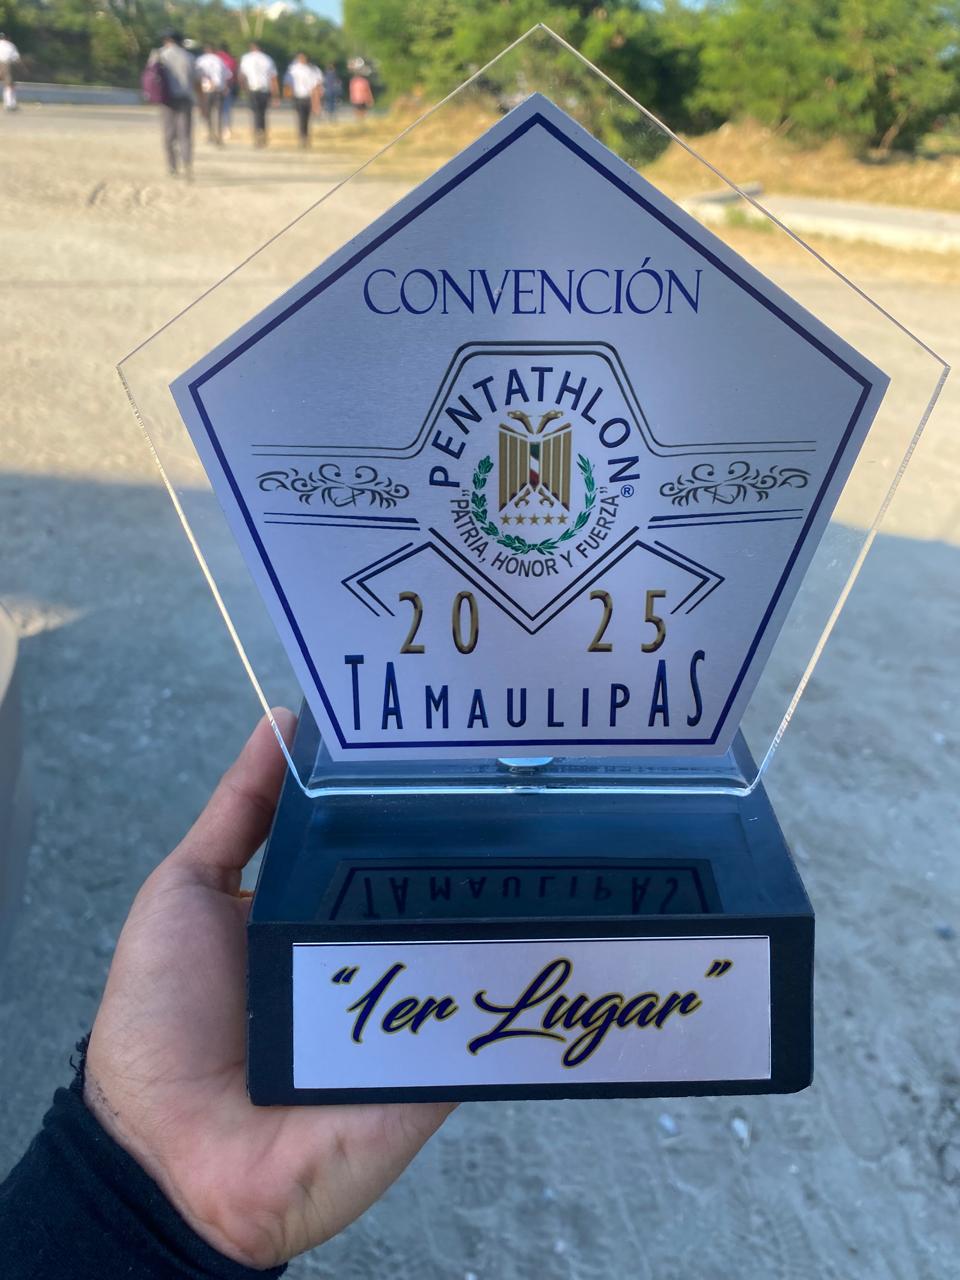 CONVENCIÓN
PENTATHLON®
"PATRIA, HONOR Y FUERZA"
20 25
TAMAULIPAS
"1er Lugar"